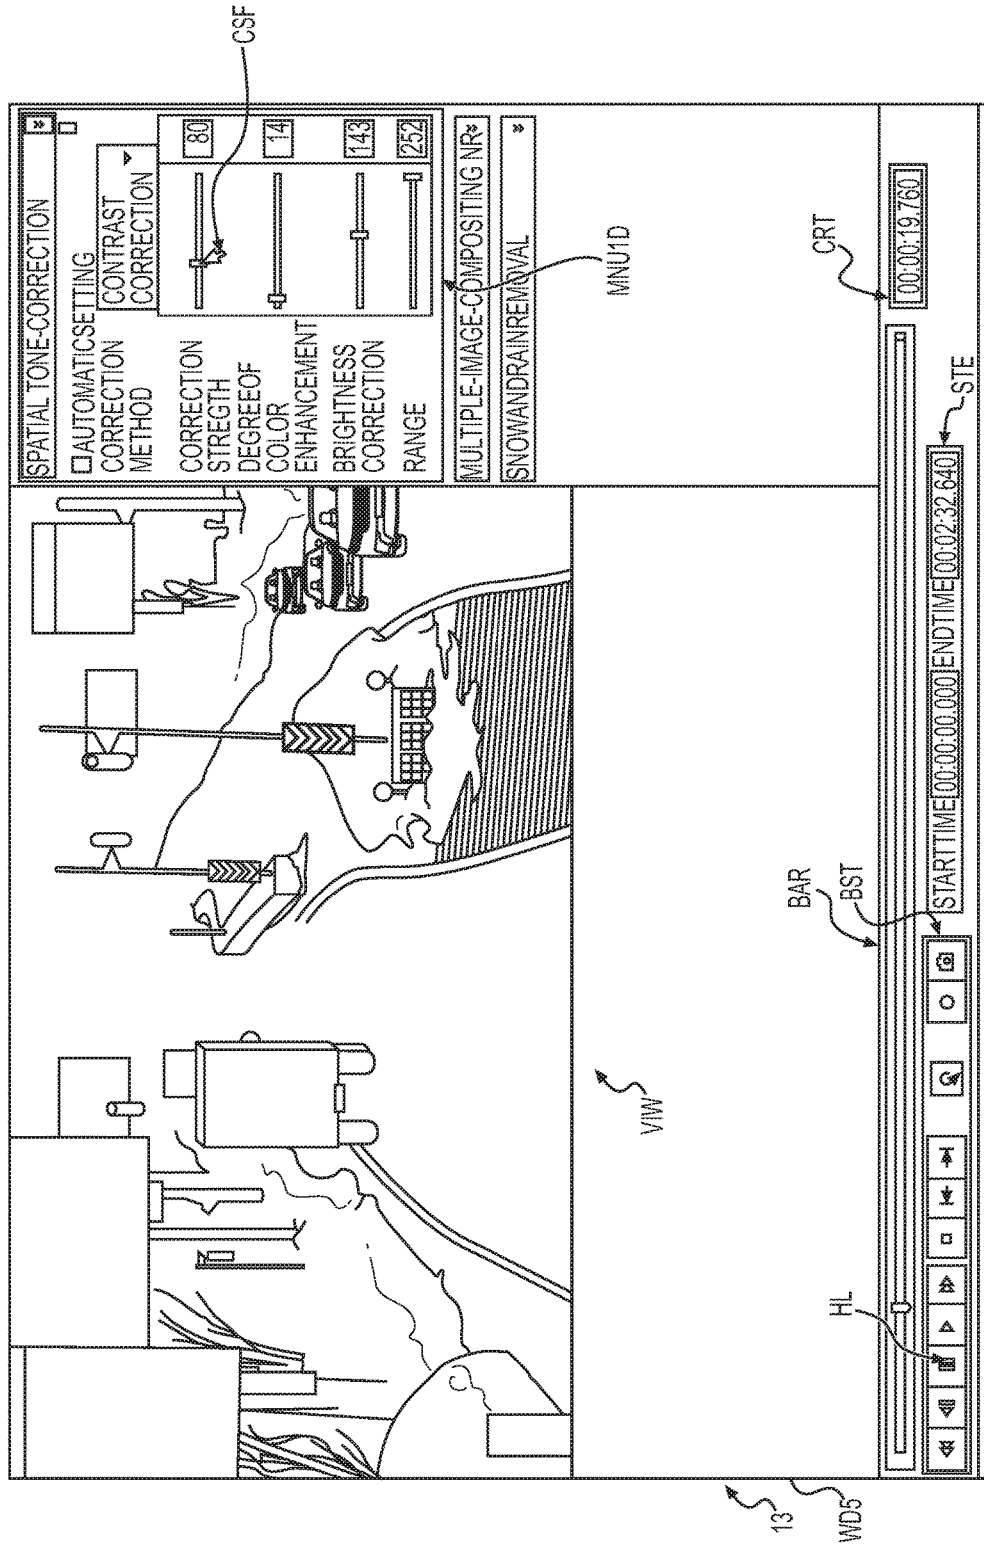 CSF
SPATIAL TONE-CORRECTION
AUTOMATICSETTING
CORRECTION
METHOD
CONTRAST
CORRECTION
CORRECTION
STREGTH
80
DEGREEOF
COLOR
ENHANCEMENT
14
BRIGHTNESS
CORRECTION
143
RANGE
252
MULTIPLE-IMAGE-COMPOSITING NR
SNOWANDRAINREMOVAL
MNU1D
VIW
CRT
00:00:19.760
BAR
BST
HL
STARTTIME 00:00:00.000 ENDTIME 00:02:32.640
STE
13
WD5